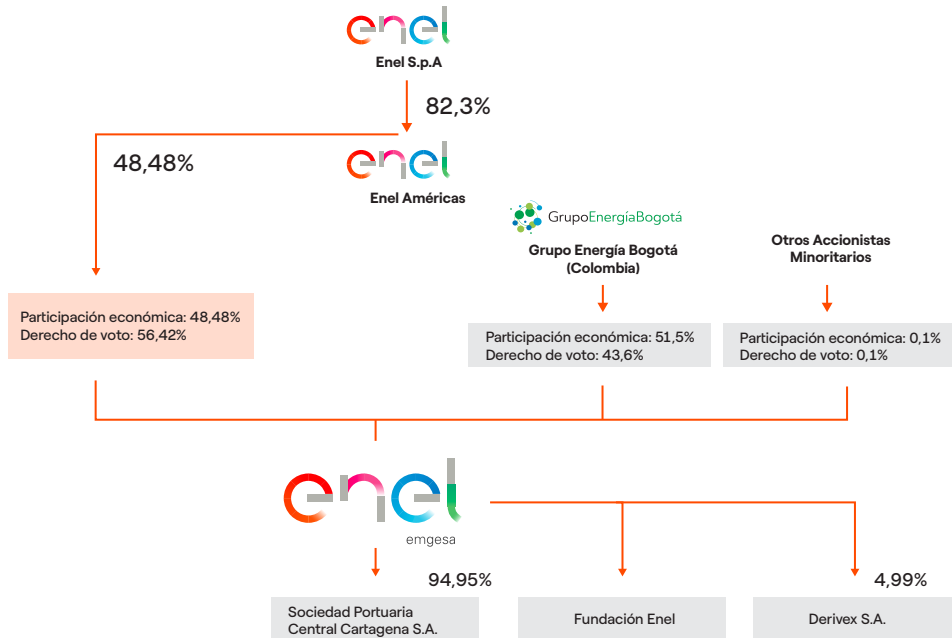 enel
Enel S.p.A
82,3%
48,48%
enel
Enel Américas
GrupoEnergíaBogotá
Grupo Energía Bogotá
(Colombia)
Otros Accionistas
Minoritarios
Participación económica: 48,48%
Derecho de voto: 56,42%
Participación económica: 51,5%
Derecho de voto: 43,6%
Participación económica: 0,1%
Derecho de voto: 0,1%
enel
emgesa
94,95%
4,99%
Sociedad Portuaria
Central Cartagena S.A.
Fundación Enel
Derivex S.A.